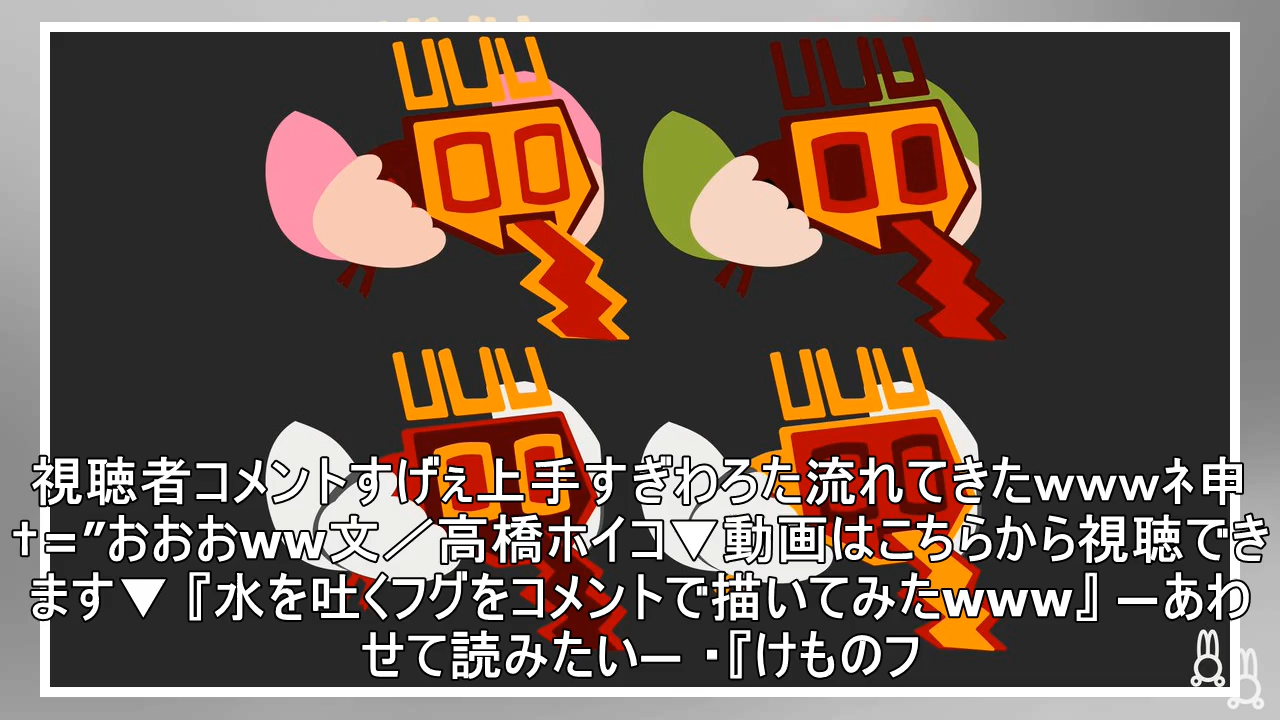 視聴者コメントすげぇ上手すぎわろた流れてきたwwwﾈ申
†=”おおおww文／高橋ホイコ▼動画はこちらから視聴でき
ます▼『水を吐くフグをコメントで描いてみたwww』 ーあわ
せて読みたいー ・『けものフ